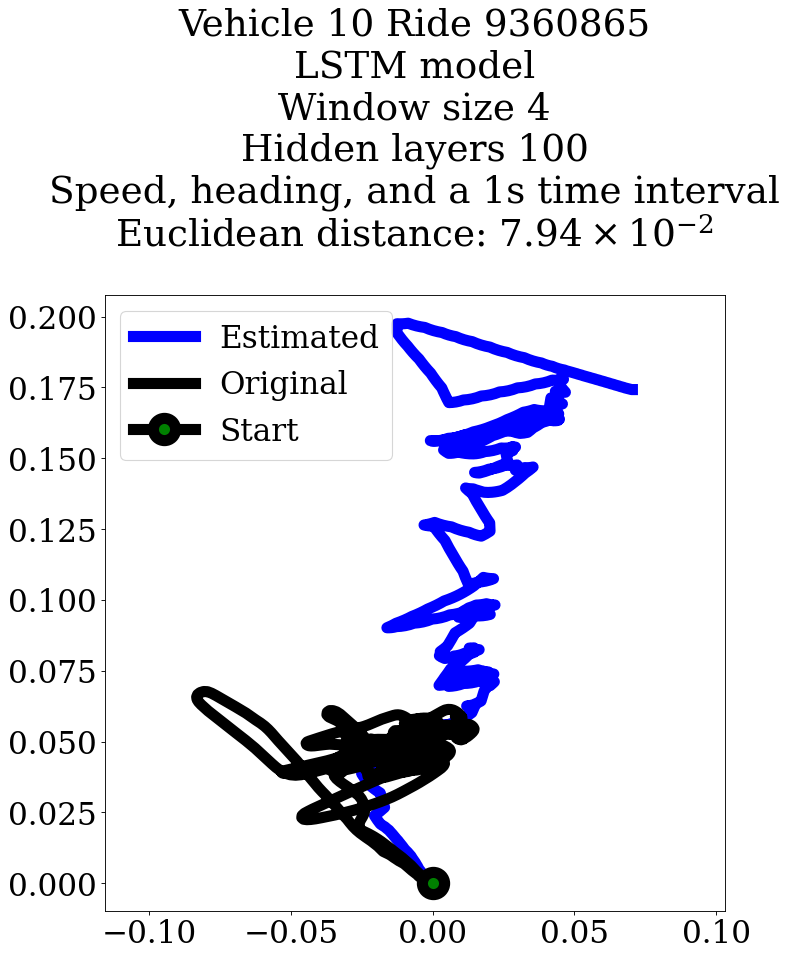 Vehicle 10 Ride 9360865
LSTM model
Window size 4
Hidden layers 100
Speed, heading, and a 1s time interval
Euclidean distance: 7.94 × 10⁻²
Estimated
Original
Start
0.200
0.175
0.150
0.125
0.100
0.075
0.050
0.025
0.000
−0.10 −0.05 0.00 0.05 0.10